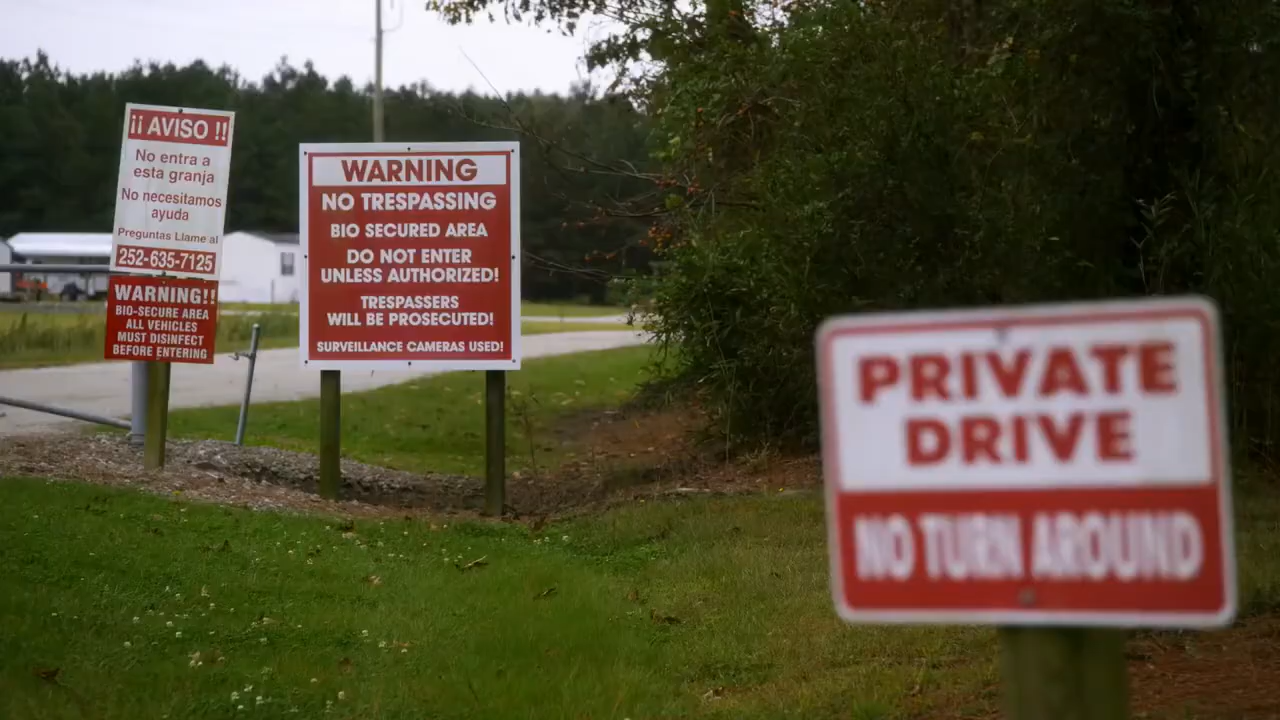 ¡¡ AVISO !!
No entra a
esta granja
No necesitamos
ayuda
Preguntas Llame al
252-635-7125
WARNING!!
BIO-SECURE AREA
ALL VEHICLES
MUST DISINFECT
BEFORE ENTERING
WARNING
NO TRESPASSING
BIO SECURED AREA
DO NOT ENTER
UNLESS AUTHORIZED!
TRESPASSERS
WILL BE PROSECUTED!
SURVEILLANCE CAMERAS USED!
PRIVATE
DRIVE
NO TURN AROUND